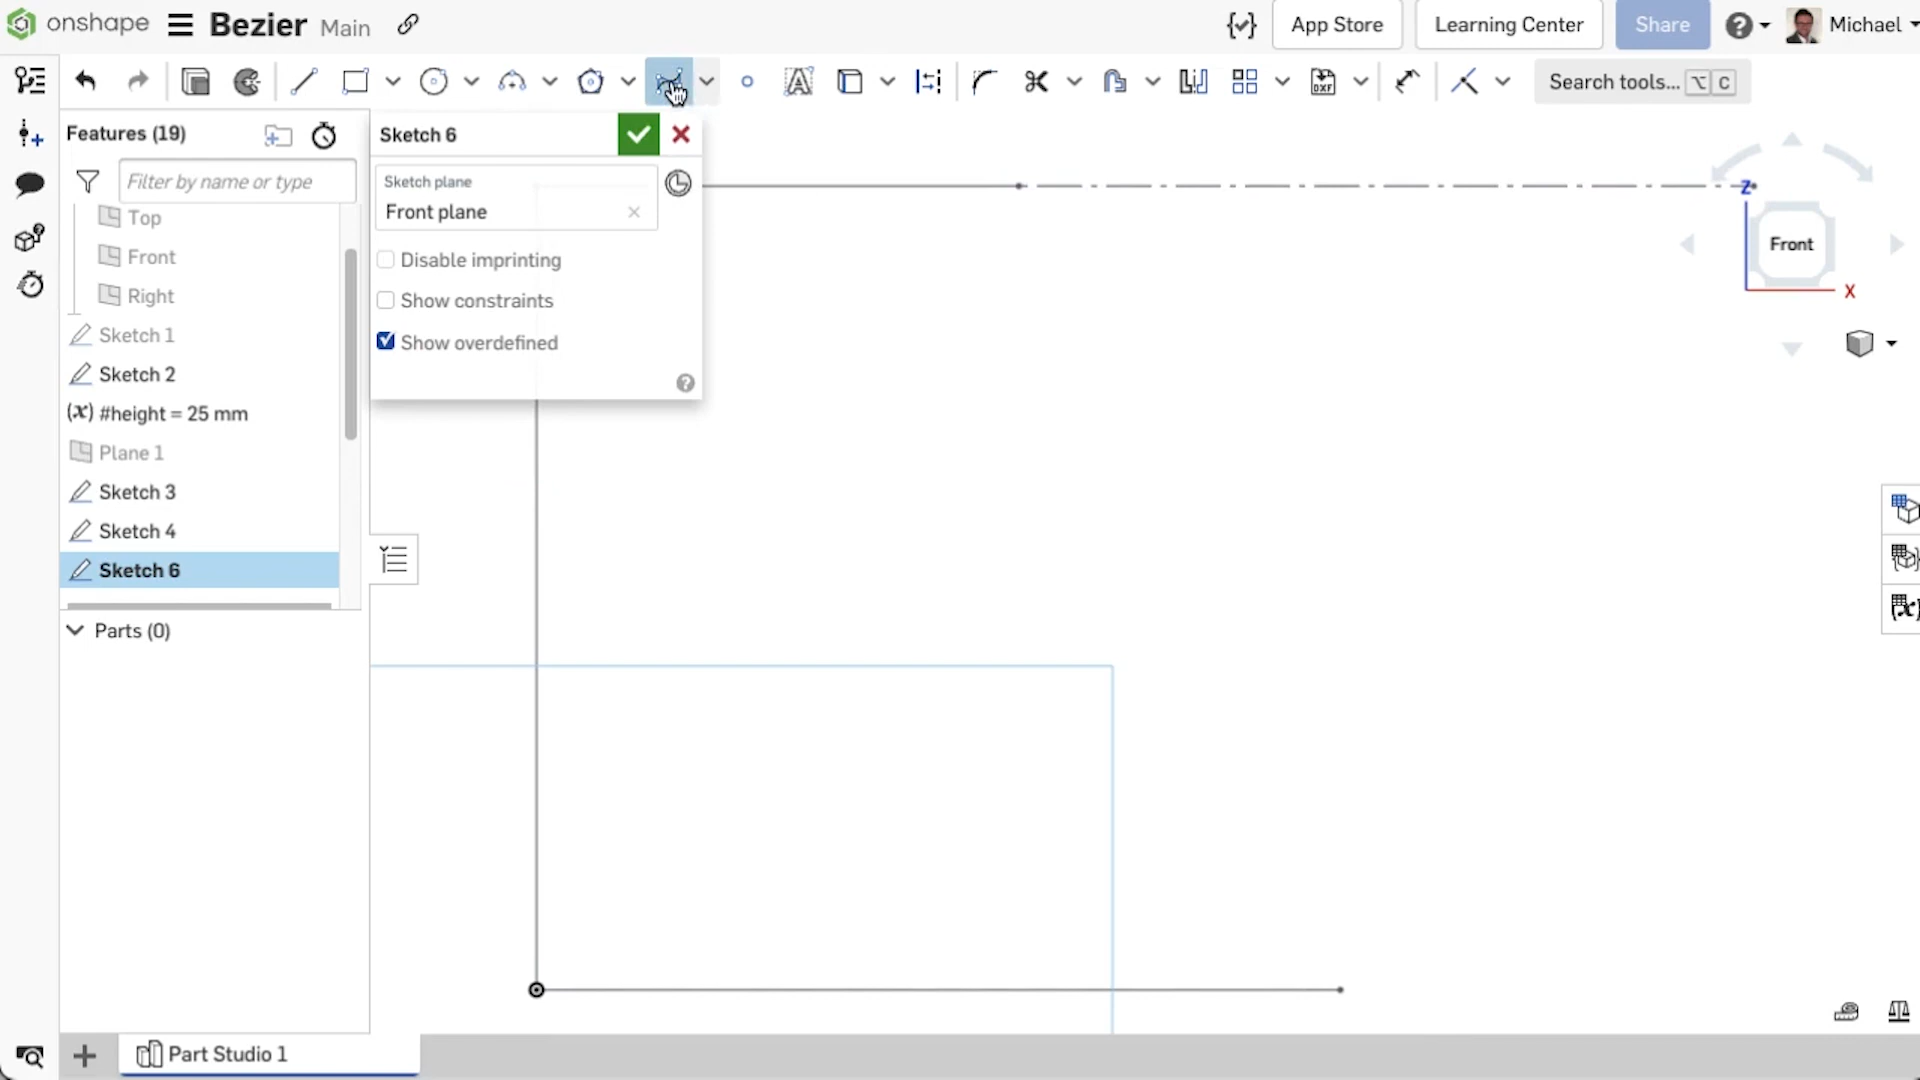 onshape Bezier Main App Store Learning Center Share Michael
DXF Search tools... ⌥ C
Features (19)
Filter by name or type
Top
Front
Right
Sketch 1
Sketch 2
(x) #height = 25 mm
Plane 1
Sketch 3
Sketch 4
Sketch 6
Parts (0)
Sketch 6
Sketch plane
Front plane
Disable imprinting
Show constraints
Show overdefined
Z
Front
X
Part Studio 1